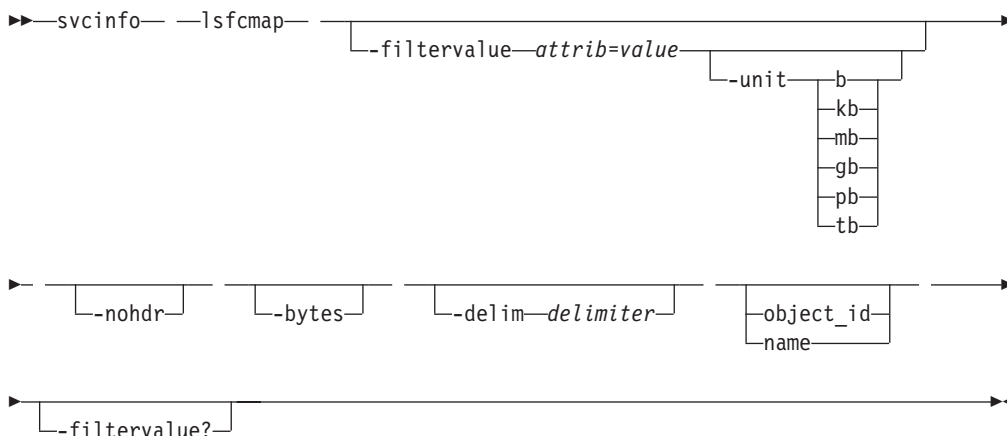 svcinfo lsfcmap
-filtervalue attrib=value
-unit b
kb
mb
gb
pb
tb
-nohdr -bytes -delim delimiter object_id
name
-filtervalue?